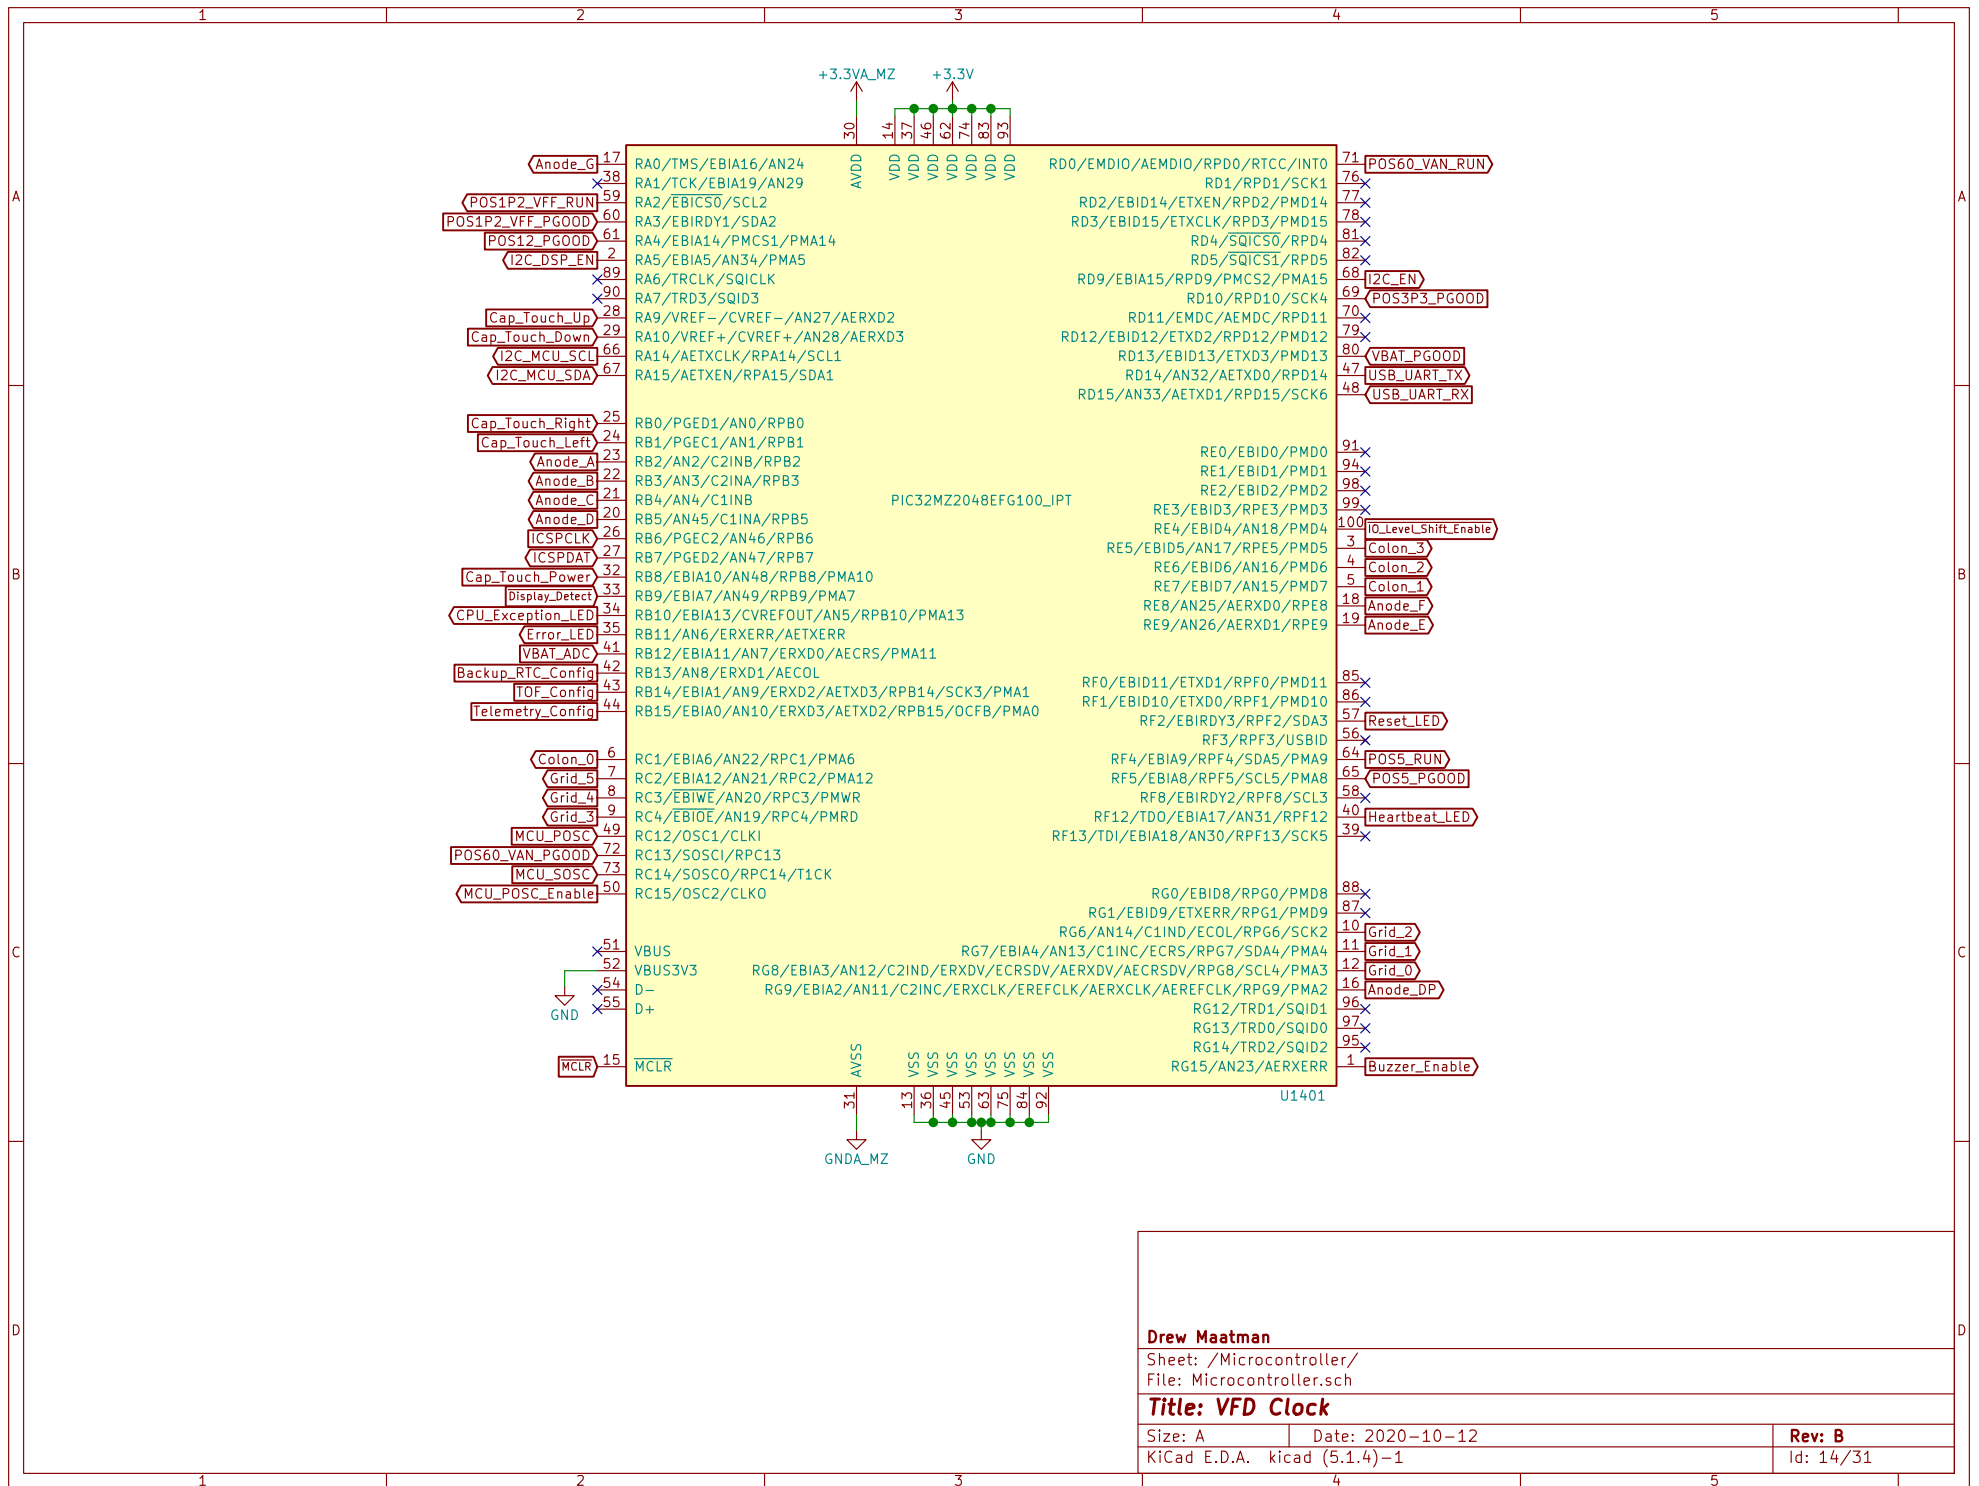 1 2 3 4 5
+3.3VA_MZ +3.3V
30 14 37 46 62 74 83 93
AVDD VDD VDD VDD VDD VDD VDD VDD
A A
B B
C C
D D
Anode_G 17 RA0/TMS/EBIA16/AN24
38 RA1/TCK/EBIA19/AN29
POS1P2_VFF_RUN 59 RA2/EBICS0/SCL2
POS1P2_VFF_PGOOD 60 RA3/EBIRDY1/SDA2
POS12_PGOOD 61 RA4/EBIA14/PMCS1/PMA14
I2C_DSP_EN 2 RA5/EBIA5/AN34/PMA5
89 RA6/TRCLK/SQICLK
90 RA7/TRD3/SQID3
Cap_Touch_Up 28 RA9/VREF-/CVREF-/AN27/AERXD2
Cap_Touch_Down 29 RA10/VREF+/CVREF+/AN28/AERXD3
I2C_MCU_SCL 66 RA14/AETXCLK/RPA14/SCL1
I2C_MCU_SDA 67 RA15/AETXEN/RPA15/SDA1
Cap_Touch_Right 25 RB0/PGED1/AN0/RPB0
Cap_Touch_Left 24 RB1/PGEC1/AN1/RPB1
Anode_A 23 RB2/AN2/C2INB/RPB2
Anode_B 22 RB3/AN3/C2INA/RPB3
Anode_C 21 RB4/AN4/C1INB
Anode_D 20 RB5/AN45/C1INA/RPB5
ICSPCLK 26 RB6/PGEC2/AN46/RPB6
ICSPDAT 27 RB7/PGED2/AN47/RPB7
Cap_Touch_Power 32 RB8/EBIA10/AN48/RPB8/PMA10
Display_Detect 33 RB9/EBIA7/AN49/RPB9/PMA7
CPU_Exception_LED 34 RB10/EBIA13/CVREFOUT/AN5/RPB10/PMA13
Error_LED 35 RB11/AN6/ERXERR/AETXERR
VBAT_ADC 41 RB12/EBIA11/AN7/ERXD0/AECRS/PMA11
Backup_RTC_Config 42 RB13/AN8/ERXD1/AECOL
TOF_Config 43 RB14/EBIA1/AN9/ERXD2/AETXD3/RPB14/SCK3/PMA1
Telemetry_Config 44 RB15/EBIA0/AN10/ERXD3/AETXD2/RPB15/OCFB/PMA0
Colon_0 6 RC1/EBIA6/AN22/RPC1/PMA6
Grid_5 7 RC2/EBIA12/AN21/RPC2/PMA12
Grid_4 8 RC3/EBIWE/AN20/RPC3/PMWR
Grid_3 9 RC4/EBIOE/AN19/RPC4/PMRD
MCU_POSC 49 RC12/OSC1/CLKI
POS60_VAN_PGOOD 72 RC13/SOSCI/RPC13
MCU_SOSC 73 RC14/SOSCO/RPC14/T1CK
MCU_POSC_Enable 50 RC15/OSC2/CLKO
51 VBUS
52 VBUS3V3
54 D-
55 D+
GND
MCLR 15 MCLR
PIC32MZ2048EFG100_IPT
RD0/EMDIO/AEMDIO/RPD0/RTCC/INT0 71 POS60_VAN_RUN
RD1/RPD1/SCK1 76
RD2/EBID14/ETXEN/RPD2/PMD14 77
RD3/EBID15/ETXCLK/RPD3/PMD15 78
RD4/SQICS0/RPD4 81
RD5/SQICS1/RPD5 82
RD9/EBIA15/RPD9/PMCS2/PMA15 68 I2C_EN
RD10/RPD10/SCK4 69 POS3P3_PGOOD
RD11/EMDC/AEMDC/RPD11 70
RD12/EBID12/ETXD2/RPD12/PMD12 79
RD13/EBID13/ETXD3/PMD13 80 VBAT_PGOOD
RD14/AN32/AETXD0/RPD14 47 USB_UART_TX
RD15/AN33/AETXD1/RPD15/SCK6 48 USB_UART_RX
RE0/EBID0/PMD0 91
RE1/EBID1/PMD1 94
RE2/EBID2/PMD2 98
RE3/EBID3/RPE3/PMD3 99
RE4/EBID4/AN18/PMD4 100 IO_Level_Shift_Enable
RE5/EBID5/AN17/RPE5/PMD5 3 Colon_3
RE6/EBID6/AN16/PMD6 4 Colon_2
RE7/EBID7/AN15/PMD7 5 Colon_1
RE8/AN25/AERXD0/RPE8 18 Anode_F
RE9/AN26/AERXD1/RPE9 19 Anode_E
RF0/EBID11/ETXD1/RPF0/PMD11 85
RF1/EBID10/ETXD0/RPF1/PMD10 86
RF2/EBIRDY3/RPF2/SDA3 57 Reset_LED
RF3/RPF3/USBID 56
RF4/EBIA9/RPF4/SDA5/PMA9 64 POS5_RUN
RF5/EBIA8/RPF5/SCL5/PMA8 65 POS5_PGOOD
RF8/EBIRDY2/RPF8/SCL3 58
RF12/TDO/EBIA17/AN31/RPF12 40 Heartbeat_LED
RF13/TDI/EBIA18/AN30/RPF13/SCK5 39
RG0/EBID8/RPG0/PMD8 88
RG1/EBID9/ETXERR/RPG1/PMD9 87
RG6/AN14/C1IND/ECOL/RPG6/SCK2 10 Grid_2
RG7/EBIA4/AN13/C1INC/ECRS/RPG7/SDA4/PMA4 11 Grid_1
RG8/EBIA3/AN12/C2IND/ERXDV/ECRSDV/AERXDV/AECRSDV/RPG8/SCL4/PMA3 12 Grid_0
RG9/EBIA2/AN11/C2INC/ERXCLK/EREFCLK/AERXCLK/AEREFCLK/RPG9/PMA2 16 Anode_DP
RG12/TRD1/SQID1 96
RG13/TRD0/SQID0 97
RG14/TRD2/SQID2 95
RG15/AN23/AERXERR 1 Buzzer_Enable
AVSS VSS VSS VSS VSS VSS VSS VSS VSS
31 13 36 45 53 63 75 84 92
U1401
GNDA_MZ GND
Drew Maatman
Sheet: /Microcontroller/
File: Microcontroller.sch
Title: VFD Clock
Size: A Date: 2020-10-12 Rev: B
KiCad E.D.A. kicad (5.1.4)-1 Id: 14/31
1 2 3 4 5